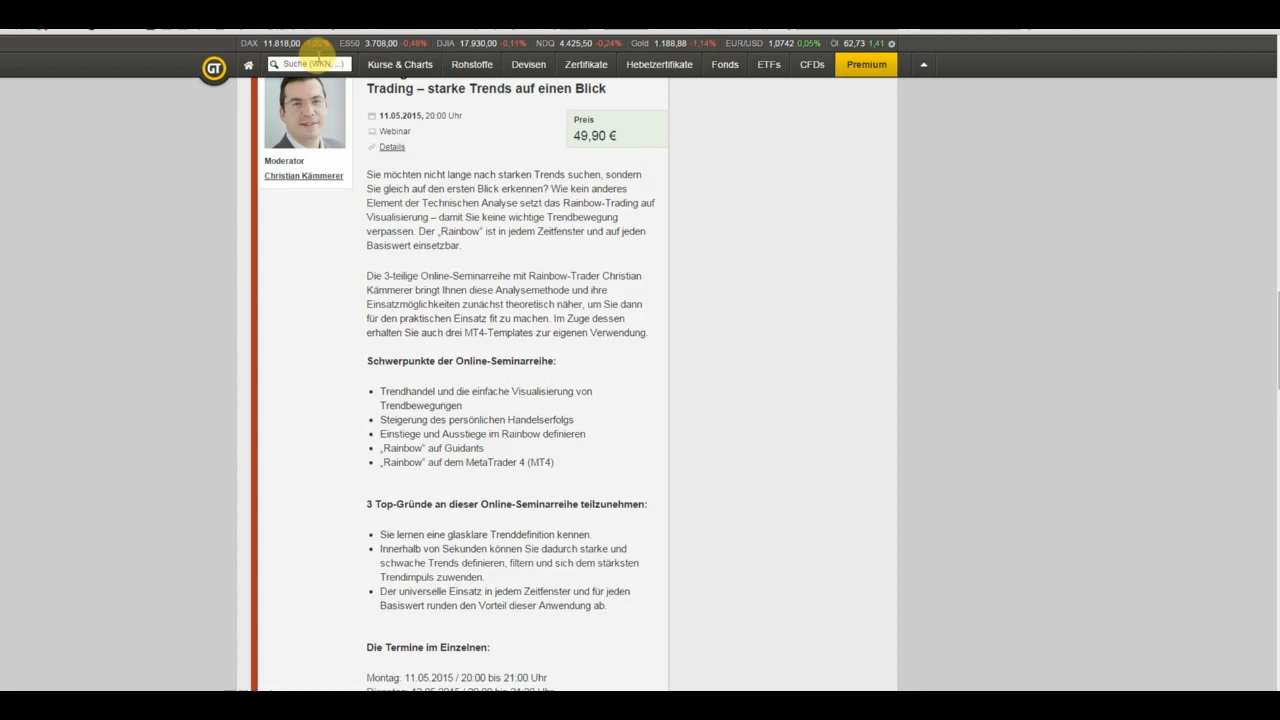 DAX 11.818,00 -1,02% ES50 3.708,00 -0,48% DJIA 17.930,00 -0,11% NDQ 4.425,50 -0,24% Gold 1.188,88 -1,14% EUR/USD 1,0742 0,05% Öl 62,73 1,41
GT Suche (WKN, ...) Kurse & Charts Rohstoffe Devisen Zertifikate Hebelzertifikate Fonds ETFs CFDs Premium
Trading – starke Trends auf einen Blick
11.05.2015, 20:00 Uhr
Webinar
Details
Preis
49,90 €
Moderator
Christian Kämmerer
Sie möchten nicht lange nach starken Trends suchen, sondern
Sie gleich auf den ersten Blick erkennen? Wie kein anderes
Element der Technischen Analyse setzt das Rainbow-Trading auf
Visualisierung – damit Sie keine wichtige Trendbewegung
verpassen. Der „Rainbow“ ist in jedem Zeitfenster und auf jeden
Basiswert einsetzbar.
Die 3-teilige Online-Seminarreihe mit Rainbow-Trader Christian
Kämmerer bringt Ihnen diese Analysemethode und ihre
Einsatzmöglichkeiten zunächst theoretisch näher, um Sie dann
für den praktischen Einsatz fit zu machen. Im Zuge dessen
erhalten Sie auch drei MT4-Templates zur eigenen Verwendung.
Schwerpunkte der Online-Seminarreihe:
• Trendhandel und die einfache Visualisierung von
Trendbewegungen
• Steigerung des persönlichen Handelserfolgs
• Einstiege und Ausstiege im Rainbow definieren
• „Rainbow“ auf Guidants
• „Rainbow“ auf dem MetaTrader 4 (MT4)
3 Top-Gründe an dieser Online-Seminarreihe teilzunehmen:
• Sie lernen eine glasklare Trenddefinition kennen.
• Innerhalb von Sekunden können Sie dadurch starke und
schwache Trends definieren, filtern und sich dem stärksten
Trendimpuls zuwenden.
• Der universelle Einsatz in jedem Zeitfenster und für jeden
Basiswert runden den Vorteil dieser Anwendung ab.
Die Termine im Einzelnen:
Montag: 11.05.2015 / 20:00 bis 21:00 Uhr